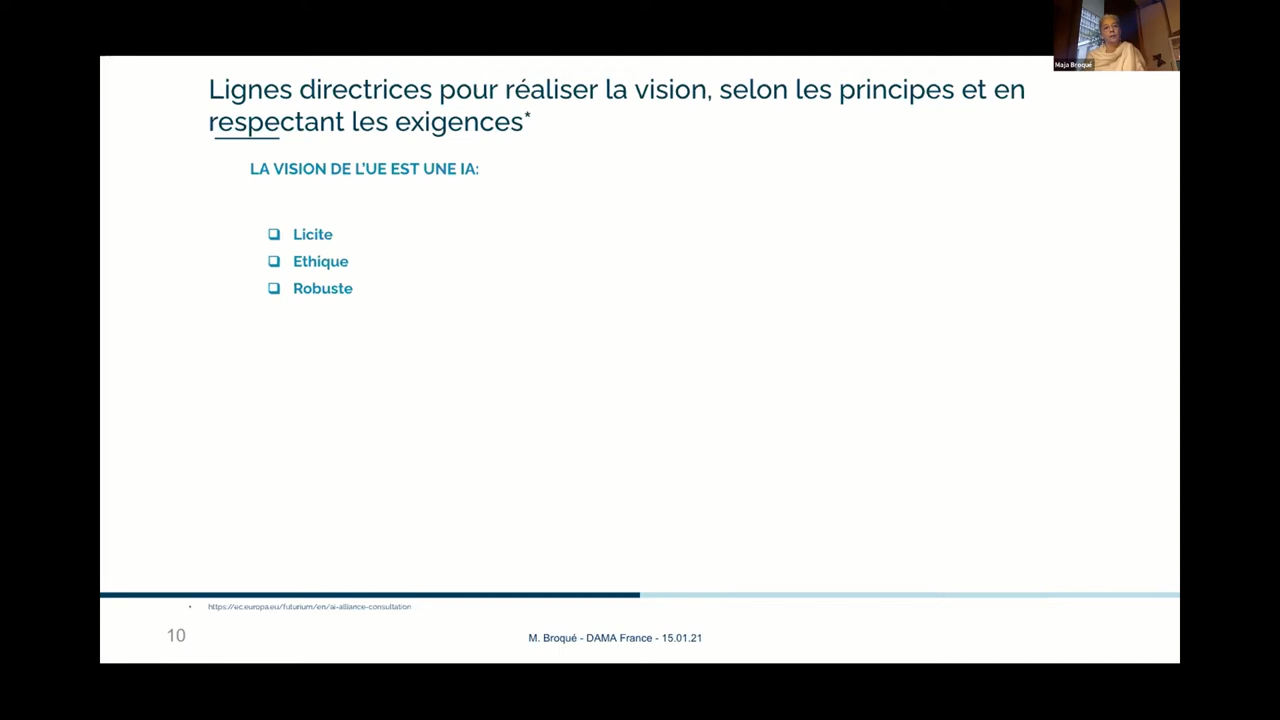 Maja Broqué
Lignes directrices pour réaliser la vision, selon les principes et en
respectant les exigences*
LA VISION DE L'UE EST UNE IA:
❑ Licite
❑ Ethique
❑ Robuste
• https://ec.europa.eu/futurium/en/ai-alliance-consultation
10
M. Broqué - DAMA France - 15.01.21